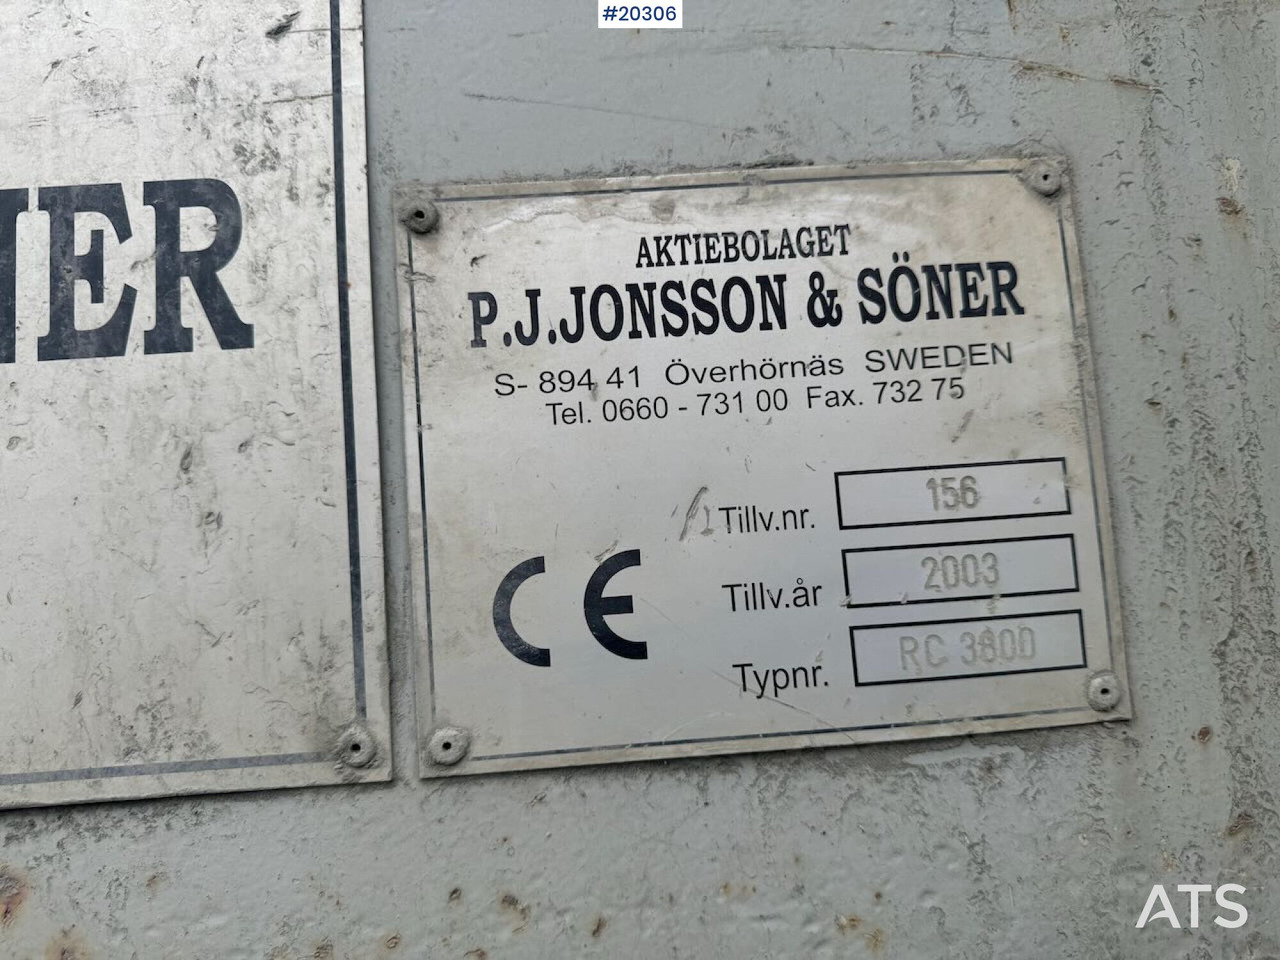 #20306
NER
AKTIEBOLAGET
P.J.JONSSON & SÖNER
S- 894 41 Överhörnäs SWEDEN
Tel. 0660 - 731 00 Fax. 732 75
Tillv.nr. 156
Tillv.år 2003
CE
Typnr. RC 3800
ATS